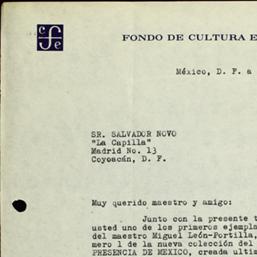 cfe
FONDO DE CULTURA E
México, D. F. a
SR. SALVADOR NOVO
"La Capilla"
Madrid No. 13
Coyoacán, D. F.
Muy querido maestro y amigo:
Junto con la presente t
usted uno de los primeros ejempla
del maestro Miguel León-Portilla,
mero 1 de la nueva colección del
PRESENCIA DE MEXICO, creada ultim